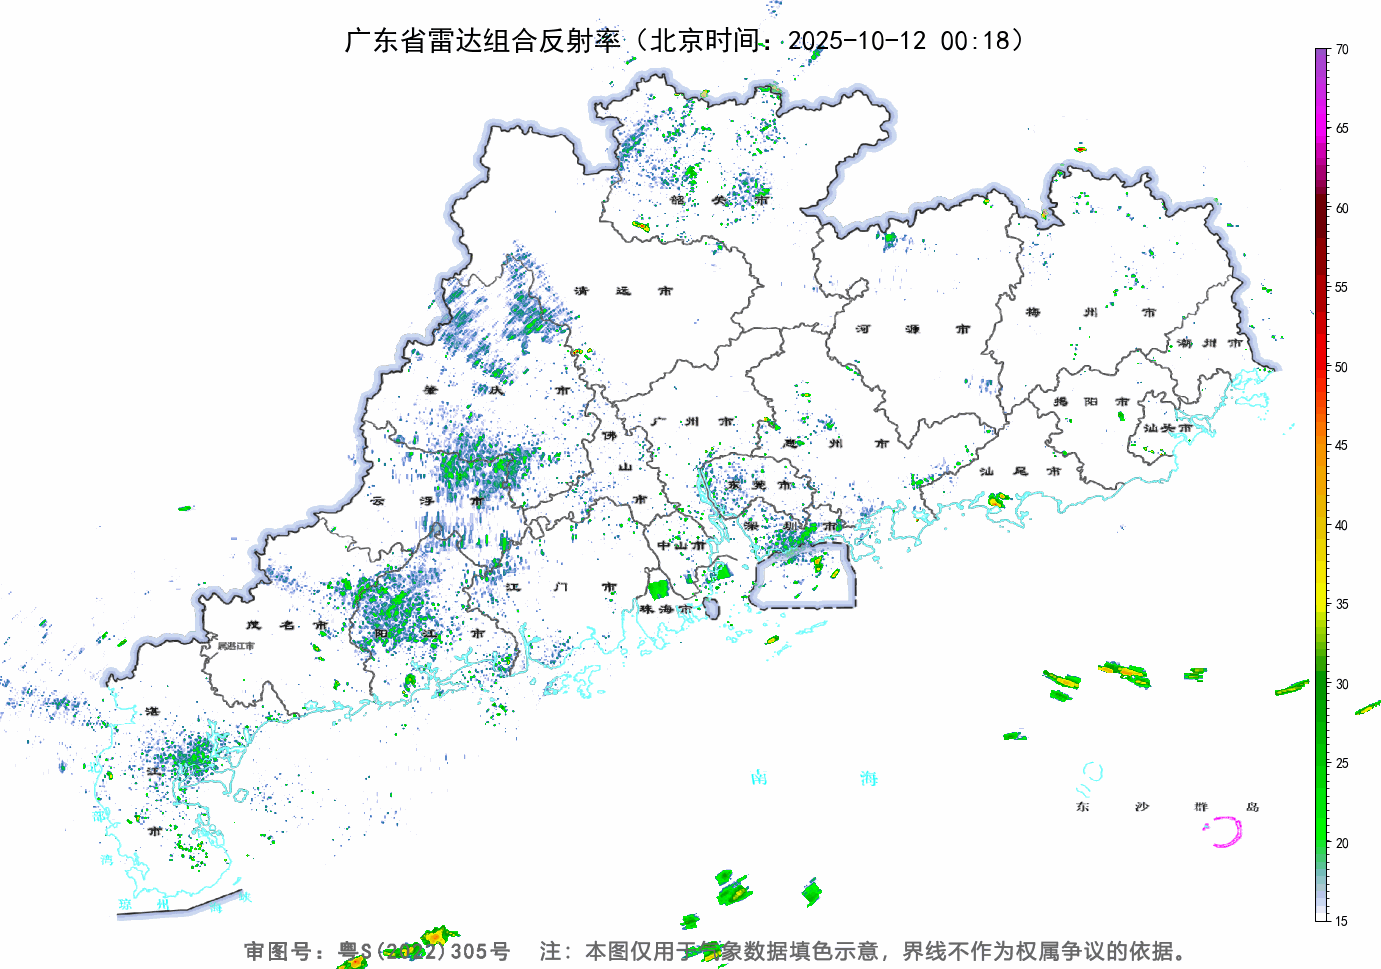 广东省雷达组合反射率（北京时间：2025-10-12 00:18）
70
65
60
55
50
45
40
35
30
25
20
15
韶关市
清远市
河源市
梅州市
潮州市
肇庆市
广州市
惠州市
揭阳市
汕头市
佛山市
云浮市
东莞市
汕尾市
深圳市
中山市
江门市
珠海市
茂名市
阳江市
属湛江市
湛江市
南海
东沙群岛
北部湾
琼州海峡
审图号：粤S(2022)305号 注：本图仅用于气象数据填色示意，界线不作为权属争议的依据。